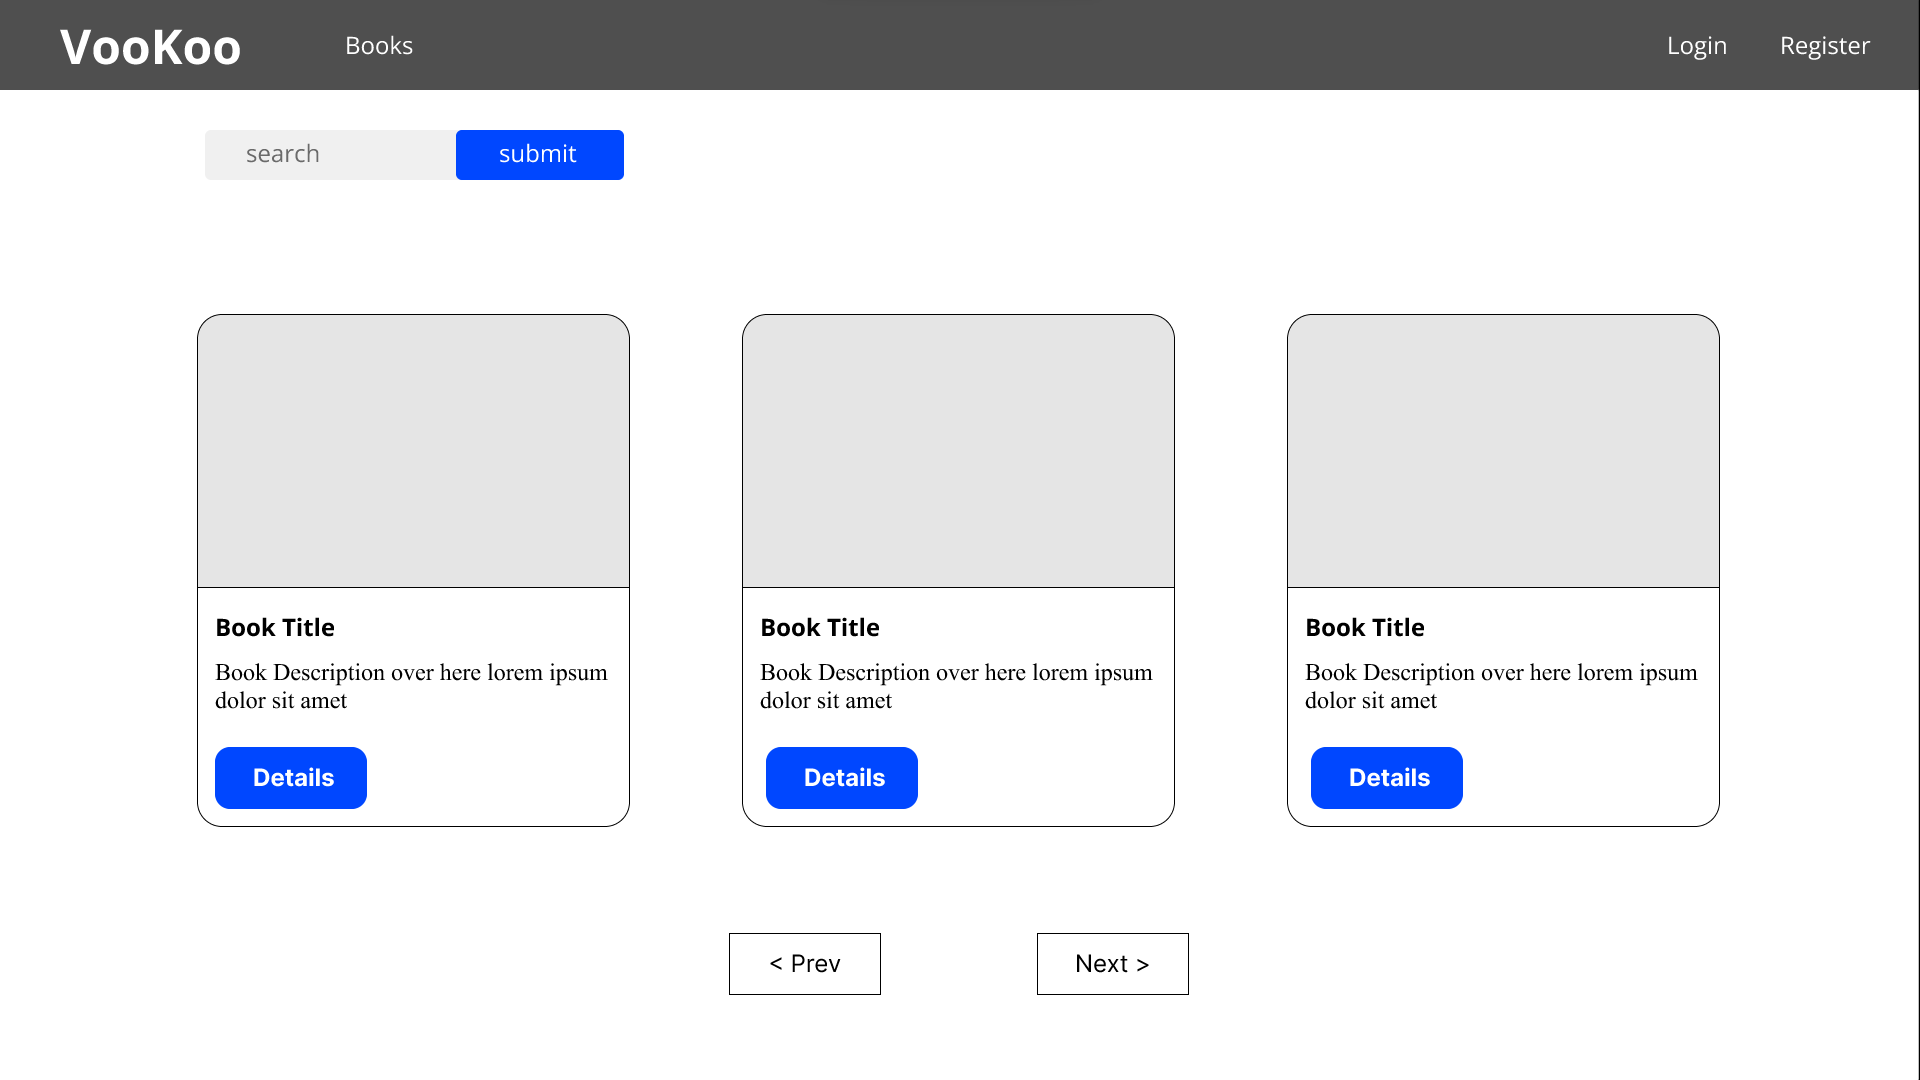 VooKoo Books Login Register
search submit
Book Title
Book Description over here lorem ipsum
dolor sit amet
Details
Book Title
Book Description over here lorem ipsum
dolor sit amet
Details
Book Title
Book Description over here lorem ipsum
dolor sit amet
Details
< Prev Next >